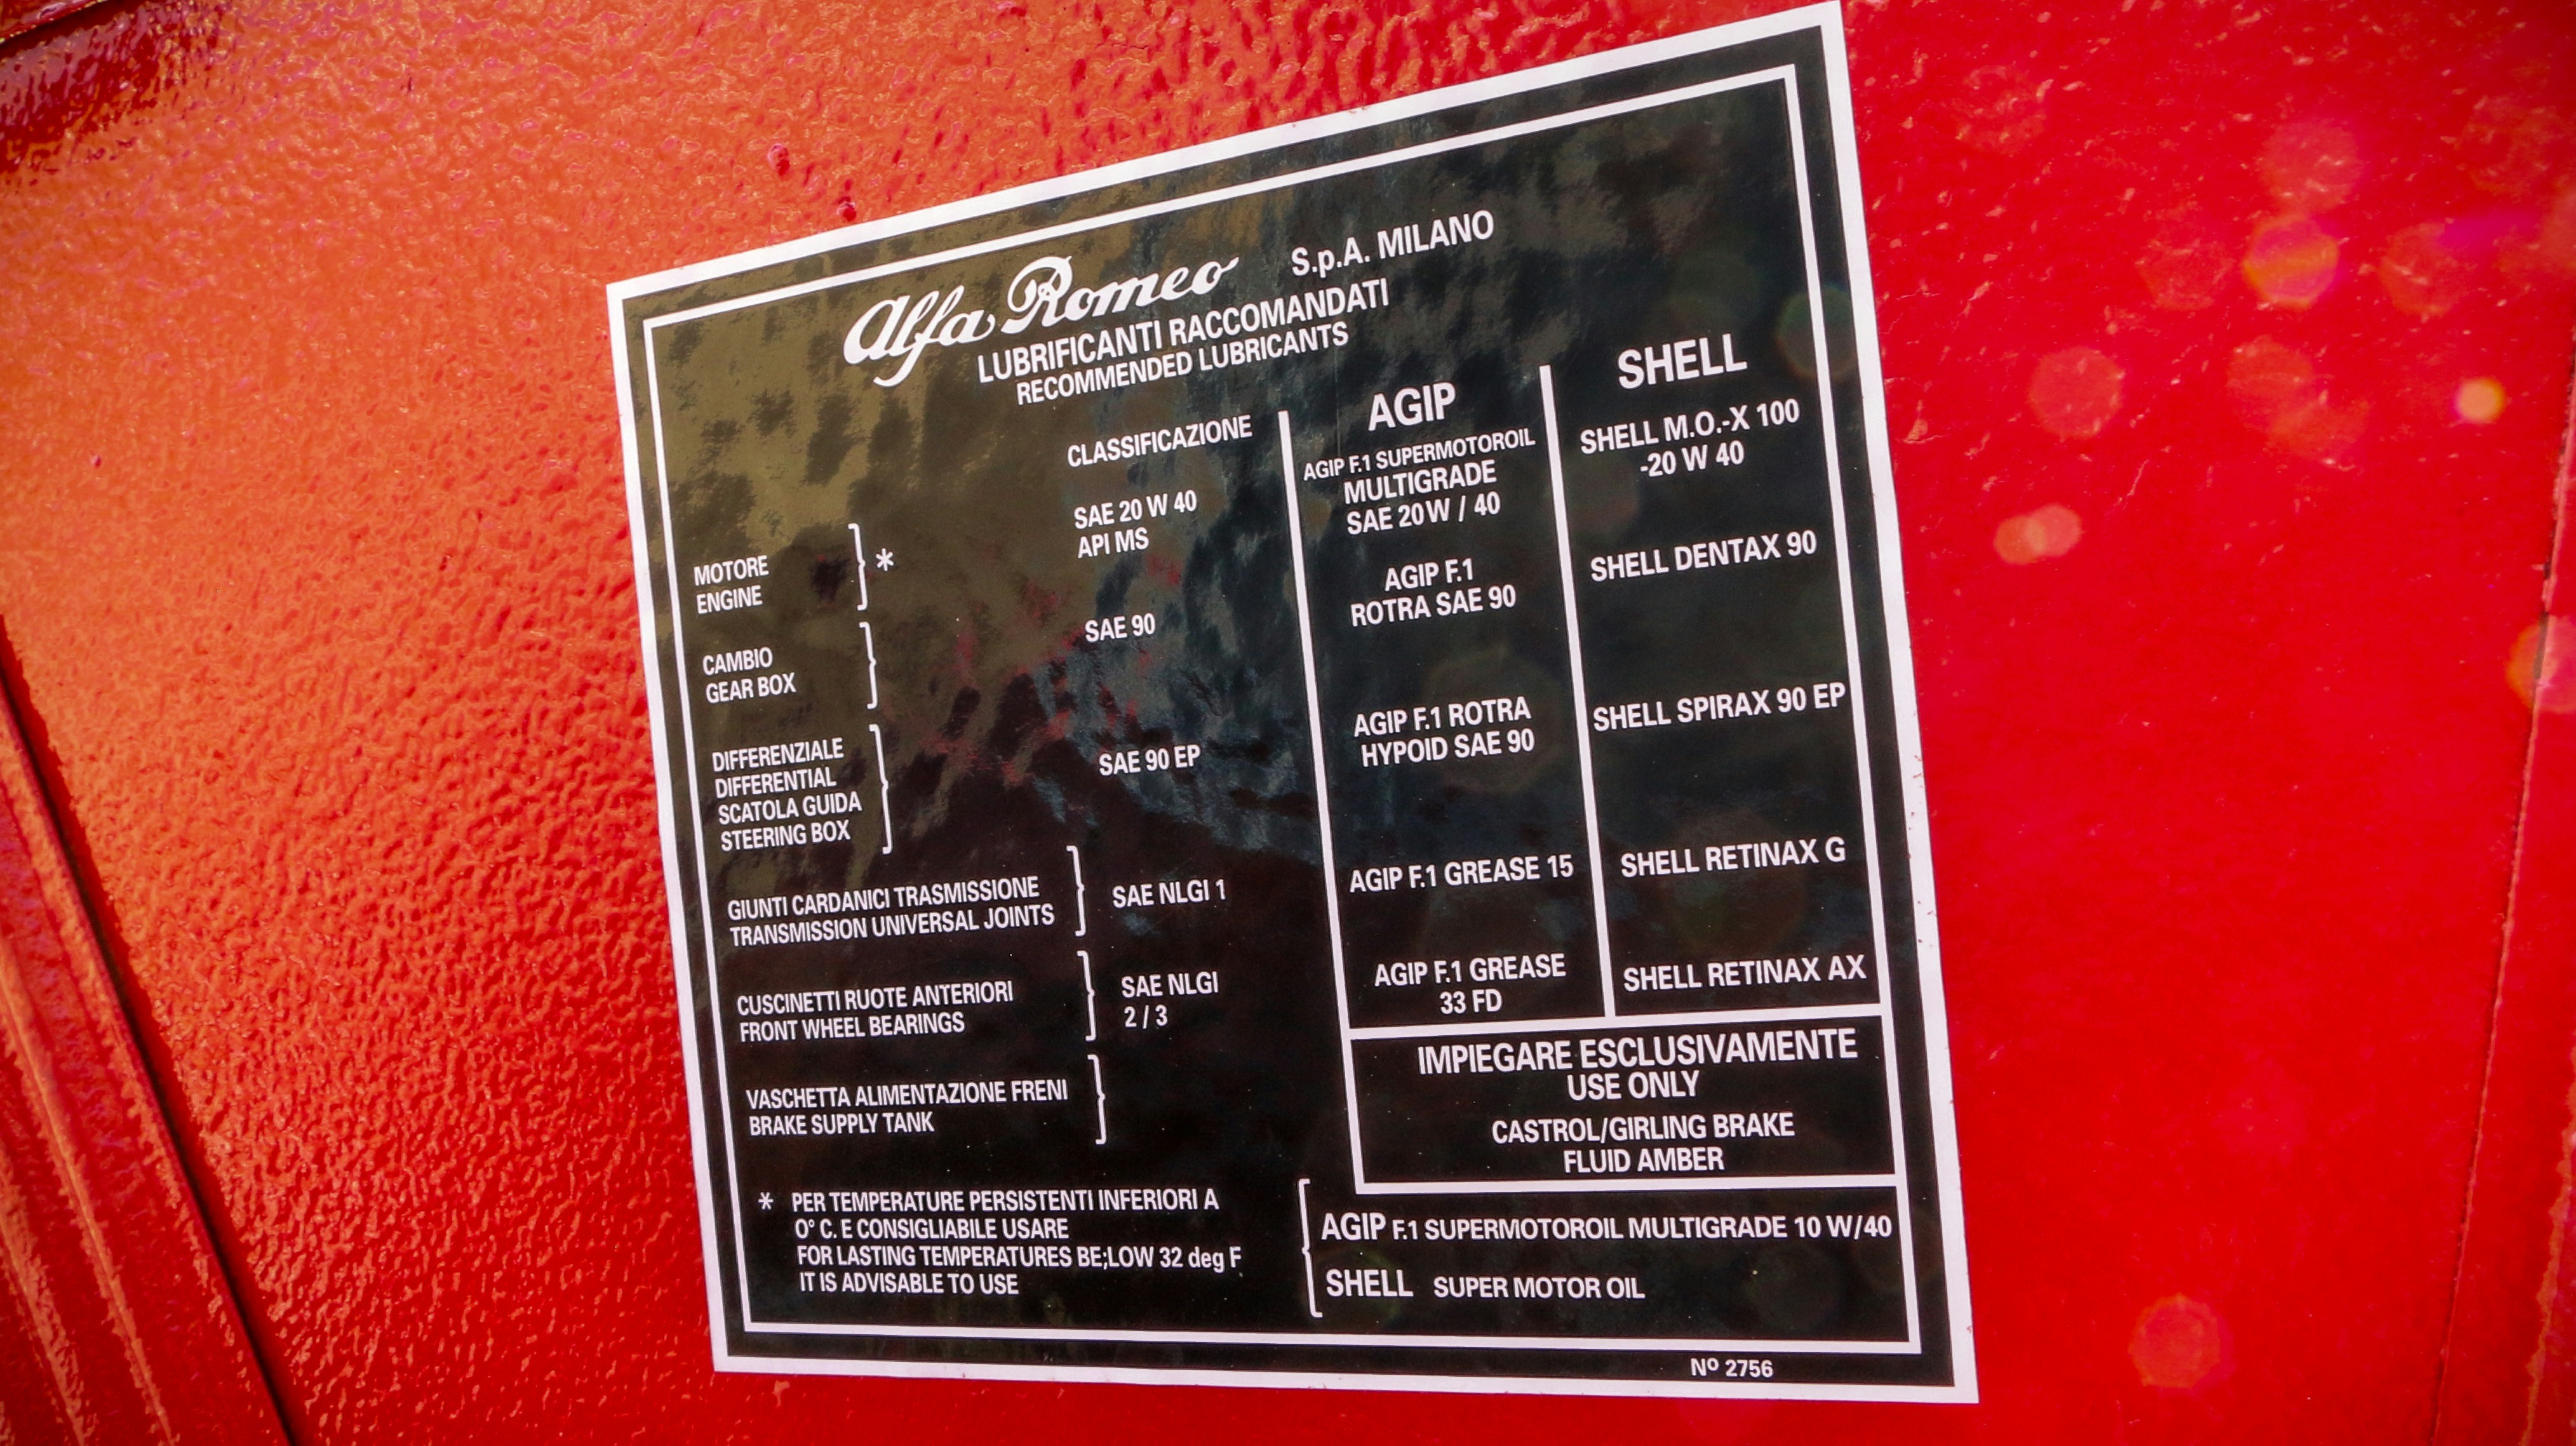 Alfa Romeo S.p.A. MILANO
LUBRIFICANTI RACCOMANDATI
RECOMMENDED LUBRICANTS
CLASSIFICAZIONE
AGIP
SHELL
MOTORE
ENGINE
*
SAE 20 W 40
API MS
AGIP F.1 SUPERMOTOROIL
MULTIGRADE
SAE 20W / 40
SHELL M.O.-X 100
-20 W 40
CAMBIO
GEAR BOX
SAE 90
AGIP F.1
ROTRA SAE 90
SHELL DENTAX 90
DIFFERENZIALE
DIFFERENTIAL
SCATOLA GUIDA
STEERING BOX
SAE 90 EP
AGIP F.1 ROTRA
HYPOID SAE 90
SHELL SPIRAX 90 EP
GIUNTI CARDANICI TRASMISSIONE
TRANSMISSION UNIVERSAL JOINTS
SAE NLGI 1
AGIP F.1 GREASE 15
SHELL RETINAX G
CUSCINETTI RUOTE ANTERIORI
FRONT WHEEL BEARINGS
SAE NLGI
2 / 3
AGIP F.1 GREASE
33 FD
SHELL RETINAX AX
VASCHETTA ALIMENTAZIONE FRENI
BRAKE SUPPLY TANK
IMPIEGARE ESCLUSIVAMENTE
USE ONLY
CASTROL/GIRLING BRAKE
FLUID AMBER
* PER TEMPERATURE PERSISTENTI INFERIORI A
0° C. E CONSIGLIABILE USARE
FOR LASTING TEMPERATURES BE;LOW 32 deg F
IT IS ADVISABLE TO USE
AGIP F.1 SUPERMOTOROIL MULTIGRADE 10 W/40
SHELL SUPER MOTOR OIL
Nº 2756